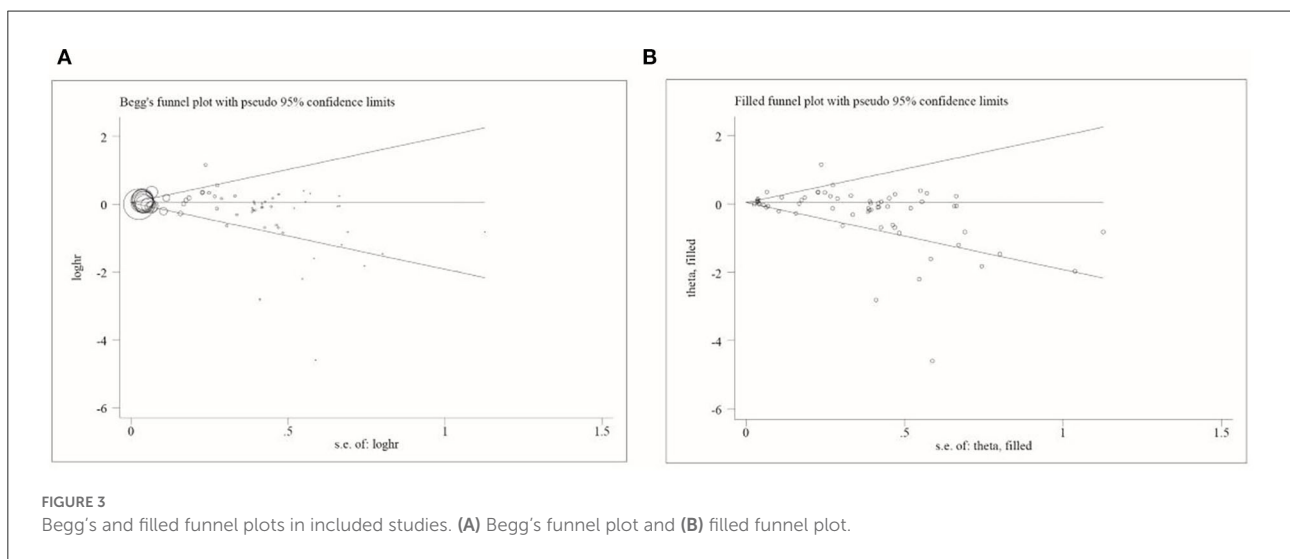 A
Begg's funnel plot with pseudo 95% confidence limits
2
0
-2
-4
-6
loghr
0
.5
1
1.5
s.e. of: loghr
B
Filled funnel plot with pseudo 95% confidence limits
2
0
-2
-4
-6
theta, filled
0
.5
1
1.5
s.e. of: theta, filled
FIGURE 3
Begg's and filled funnel plots in included studies. (A) Begg's funnel plot and (B) filled funnel plot.